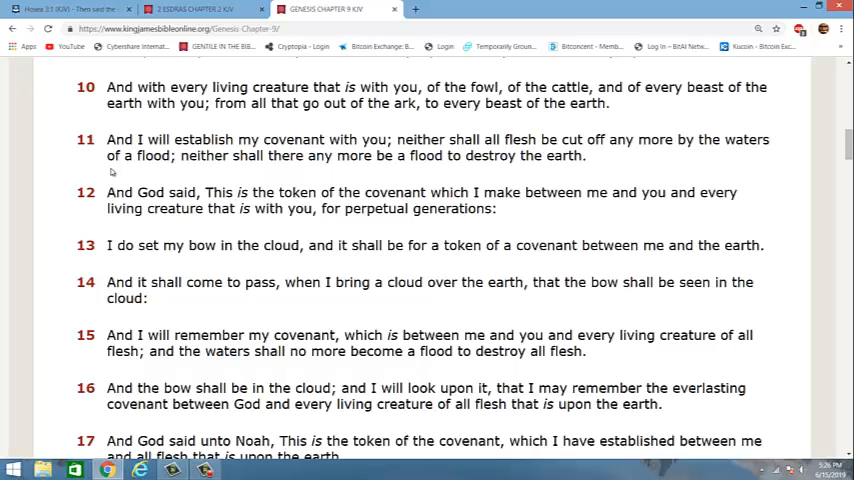 Hosea 3:1 (KJV) - Then said the
2 ESDRAS CHAPTER 2 KJV
GENESIS CHAPTER 9 KJV
https://www.kingjamesbibleonline.org/Genesis-Chapter-9/
Apps
YouTube
Cybershare Internat...
GENTILE IN THE BIB...
Cryptopia - Login
Bitcoin Exchange: B...
Login
Temporarily Groun...
Bitconcent - Memb...
Log In – BitAI Netw...
Kucoin - Bitcoin Exc...
10 And with every living creature that is with you, of the fowl, of the cattle, and of every beast of the
earth with you; from all that go out of the ark, to every beast of the earth.
11 And I will establish my covenant with you; neither shall all flesh be cut off any more by the waters
of a flood; neither shall there any more be a flood to destroy the earth.
12 And God said, This is the token of the covenant which I make between me and you and every
living creature that is with you, for perpetual generations:
13 I do set my bow in the cloud, and it shall be for a token of a covenant between me and the earth.
14 And it shall come to pass, when I bring a cloud over the earth, that the bow shall be seen in the
cloud:
15 And I will remember my covenant, which is between me and you and every living creature of all
flesh; and the waters shall no more become a flood to destroy all flesh.
16 And the bow shall be in the cloud; and I will look upon it, that I may remember the everlasting
covenant between God and every living creature of all flesh that is upon the earth.
17 And God said unto Noah, This is the token of the covenant, which I have established between me
and all flesh that is upon the earth.
5:26 PM
6/15/2019